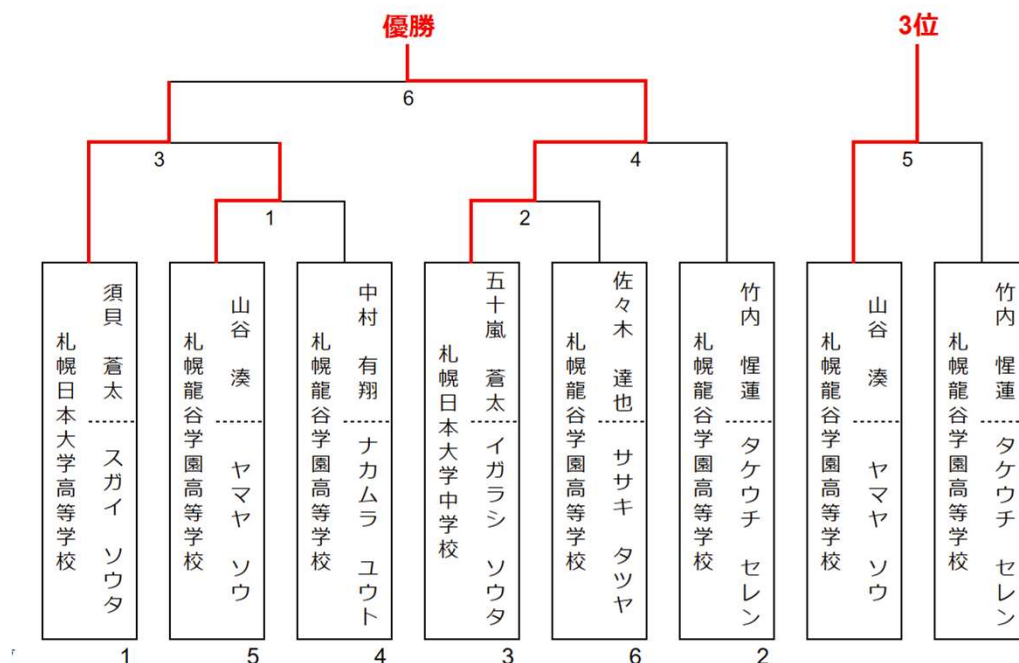 優勝
3位
6
3
4
5
1
2
須貝 蒼太
スガイ ソウタ
札幌日本大学高等学校
山谷 湊
ヤマヤ ソウ
札幌龍谷学園高等学校
中村 有翔
ナカムラ ユウト
札幌龍谷学園高等学校
五十嵐 蒼太
イガラシ ソウタ
札幌日本大学中学校
佐々木 達也
ササキ タツヤ
札幌龍谷学園高等学校
竹内 惺蓮
タケウチ セレン
札幌龍谷学園高等学校
山谷 湊
ヤマヤ ソウ
札幌龍谷学園高等学校
竹内 惺蓮
タケウチ セレン
札幌龍谷学園高等学校
1
5
4
3
6
2